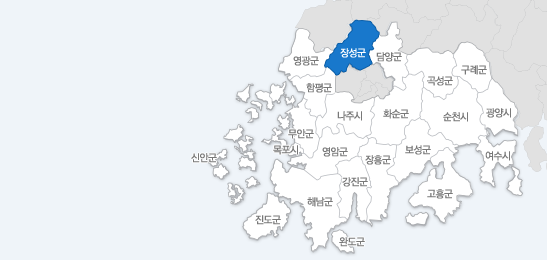 장성군
영광군
담양군
구례군
곡성군
함평군
나주시
화순군
순천시
광양시
무안군
목포시
영암군
장흥군
보성군
여수시
신안군
강진군
고흥군
해남군
진도군
완도군